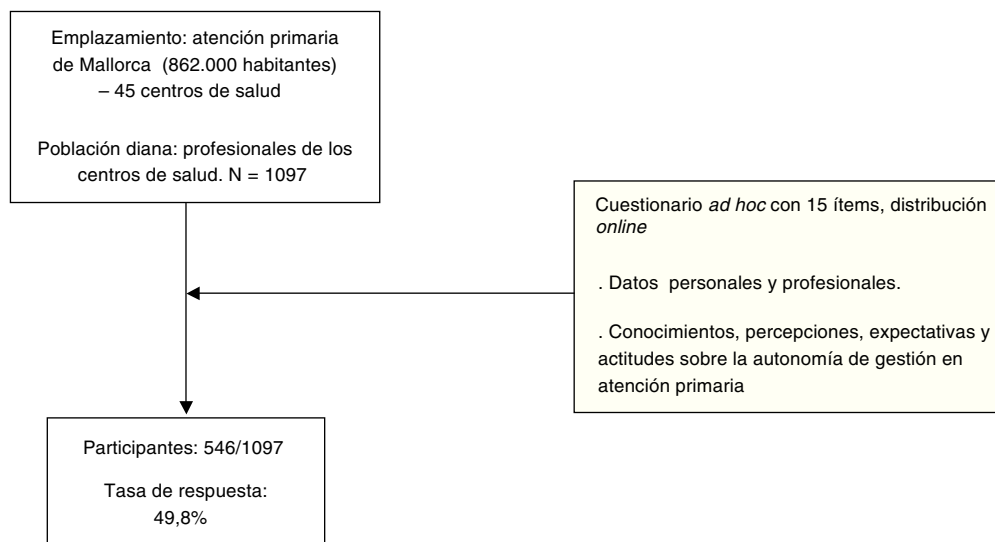 Emplazamiento: atención primaria
de Mallorca (862.000 habitantes)
– 45 centros de salud
Población diana: profesionales de los
centros de salud. N = 1097
Cuestionario ad hoc con 15 ítems, distribución
online
. Datos personales y profesionales.
. Conocimientos, percepciones, expectativas y
actitudes sobre la autonomía de gestión en
atención primaria
Participantes: 546/1097
Tasa de respuesta:
49,8%